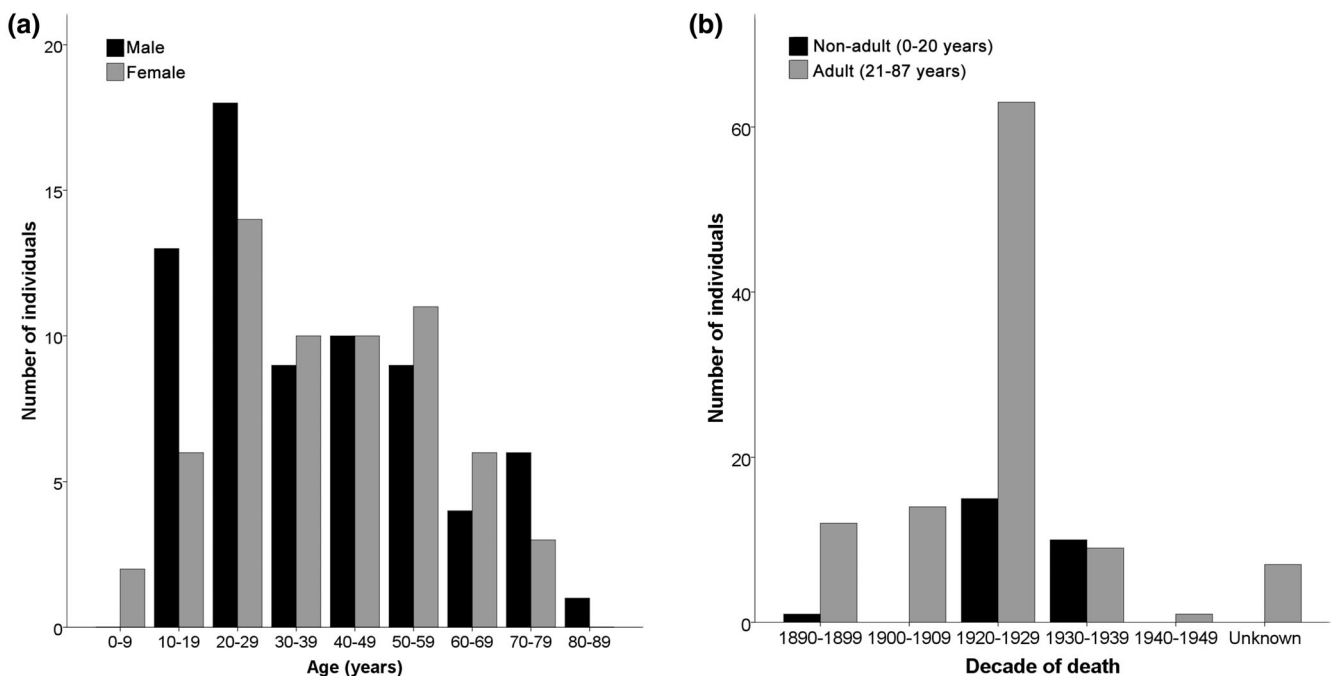 (a)
Male
Female
20
15
10
5
0
Number of individuals
0-9 10-19 20-29 30-39 40-49 50-59 60-69 70-79 80-89
Age (years)
(b)
Non-adult (0-20 years)
Adult (21-87 years)
60
40
20
0
Number of individuals
1890-1899 1900-1909 1920-1929 1930-1939 1940-1949 Unknown
Decade of death